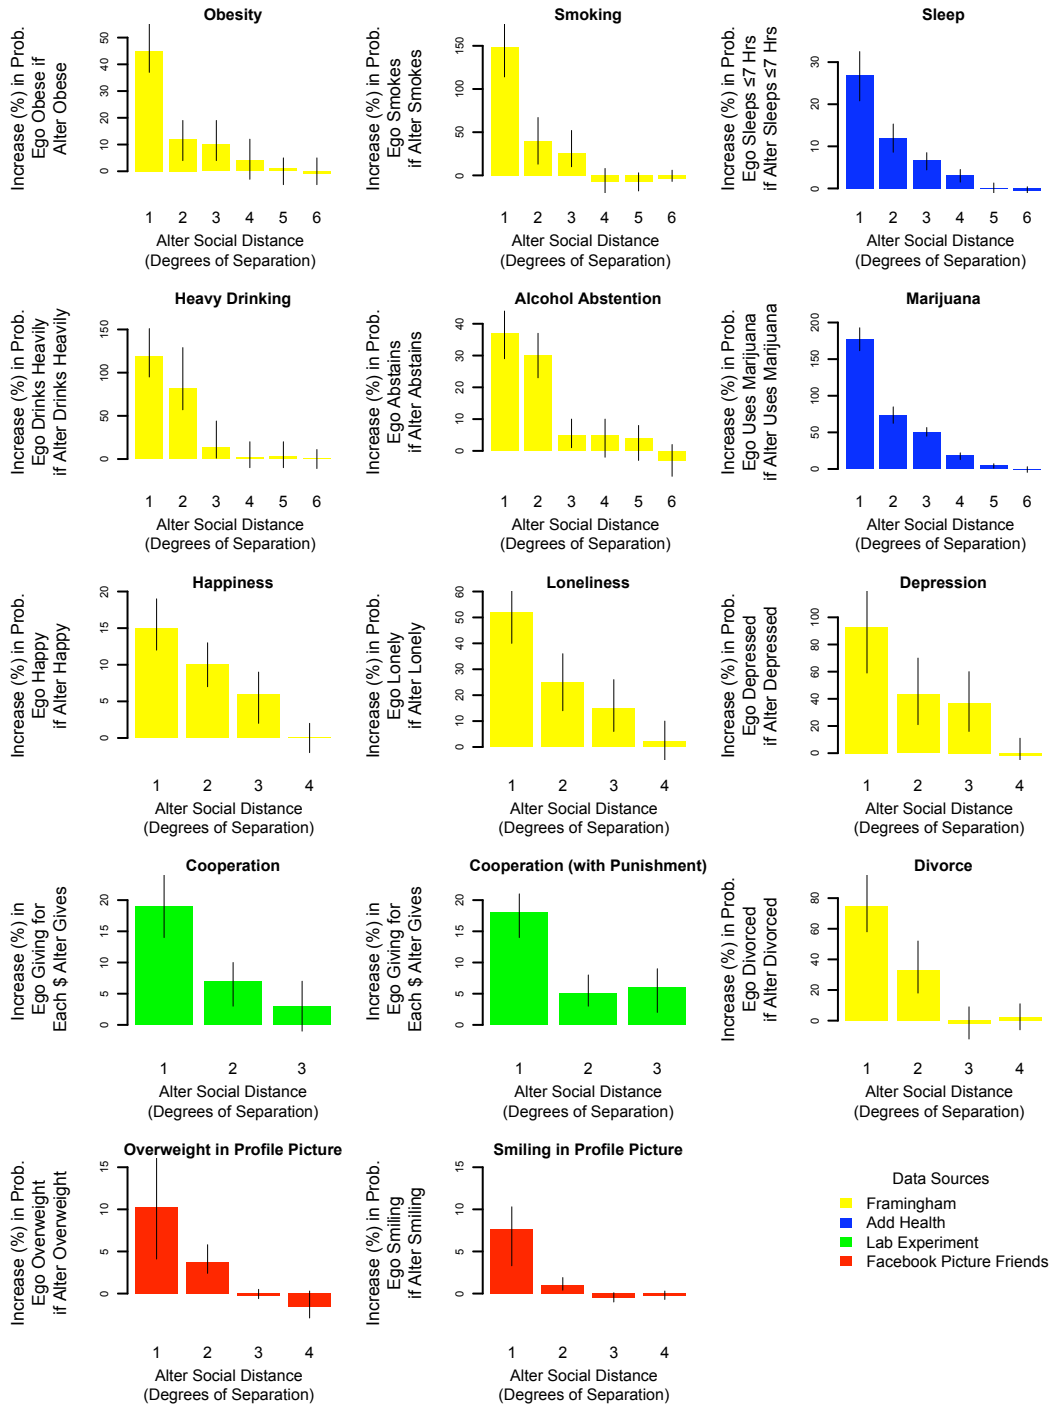 Obesity
Increase (%) in Prob.
Ego Obese if
Alter Obese
50
40
30
20
10
0
1 2 3 4 5 6
Alter Social Distance
(Degrees of Separation)
Smoking
Increase (%) in Prob.
Ego Smokes
if Alter Smokes
150
100
50
0
1 2 3 4 5 6
Alter Social Distance
(Degrees of Separation)
Sleep
Increase (%) in Prob.
Ego Sleeps ≤7 Hrs
if Alter Sleeps ≤7 Hrs
30
20
10
0
1 2 3 4 5 6
Alter Social Distance
(Degrees of Separation)
Heavy Drinking
Increase (%) in Prob.
Ego Drinks Heavily
if Alter Drinks Heavily
150
100
50
0
1 2 3 4 5 6
Alter Social Distance
(Degrees of Separation)
Alcohol Abstention
Increase (%) in Prob.
Ego Abstains
if Alter Abstains
40
30
20
10
0
1 2 3 4 5 6
Alter Social Distance
(Degrees of Separation)
Marijuana
Increase (%) in Prob.
Ego Uses Marijuana
if Alter Uses Marijuana
200
150
100
50
0
1 2 3 4 5 6
Alter Social Distance
(Degrees of Separation)
Happiness
Increase (%) in Prob.
Ego Happy
if Alter Happy
20
15
10
5
0
1 2 3 4
Alter Social Distance
(Degrees of Separation)
Loneliness
Increase (%) in Prob.
Ego Lonely
if Alter Lonely
60
50
40
30
20
10
0
1 2 3 4
Alter Social Distance
(Degrees of Separation)
Depression
Increase (%) in Prob.
Ego Depressed
if Alter Depressed
100
80
60
40
20
0
1 2 3 4
Alter Social Distance
(Degrees of Separation)
Cooperation
Increase (%) in
Ego Giving for
Each $ Alter Gives
20
15
10
5
0
1 2 3
Alter Social Distance
(Degrees of Separation)
Cooperation (with Punishment)
Increase (%) in
Ego Giving for
Each $ Alter Gives
20
15
10
5
0
1 2 3
Alter Social Distance
(Degrees of Separation)
Divorce
Increase (%) in Prob.
Ego Divorced
if Alter Divorced
80
60
40
20
0
1 2 3 4
Alter Social Distance
(Degrees of Separation)
Overweight in Profile Picture
Increase (%) in Prob.
Ego Overweight
if Alter Overweight
15
10
5
0
1 2 3 4
Alter Social Distance
(Degrees of Separation)
Smiling in Profile Picture
Increase (%) in Prob.
Ego Smiling
if Alter Smiling
15
10
5
0
1 2 3 4
Alter Social Distance
(Degrees of Separation)
Data Sources
Framingham
Add Health
Lab Experiment
Facebook Picture Friends